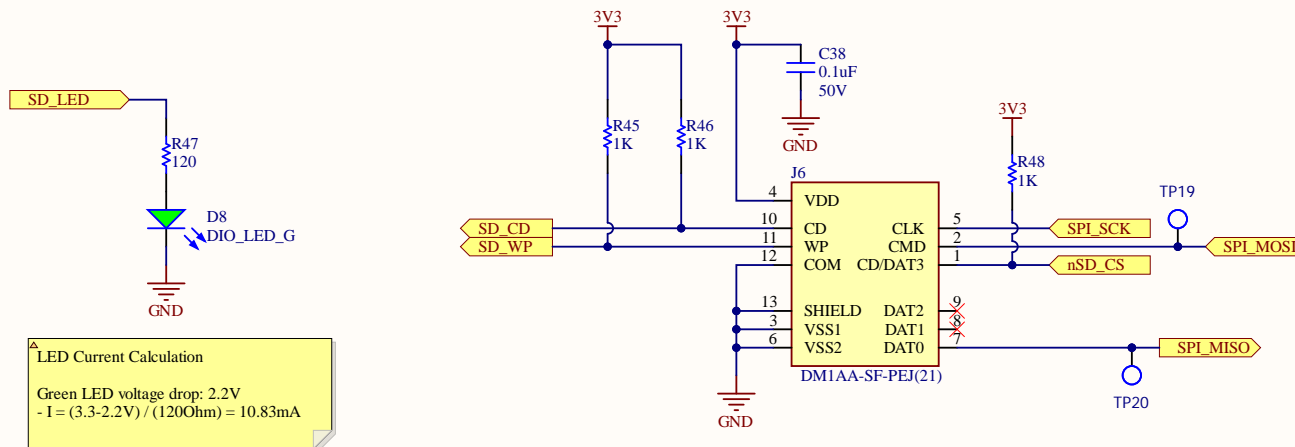 3V3
3V3
C38
0.1uF
50V
GND
SD_LED
R47
120
D8
DIO_LED_G
GND
R45
1K
R46
1K
3V3
R48
1K
J6
TP19
SD_CD
SD_WP
4
VDD
10
CD
11
WP
12
COM
13
SHIELD
3
VSS1
6
VSS2
CLK
5
CMD
2
CD/DAT3
1
DAT2
9
DAT1
8
DAT0
7
SPI_SCK
SPI_MOSI
nSD_CS
SPI_MISO
DM1AA-SF-PEJ(21)
TP20
GND
LED Current Calculation
Green LED voltage drop: 2.2V
- I = (3.3-2.2V) / (120Ohm) = 10.83mA